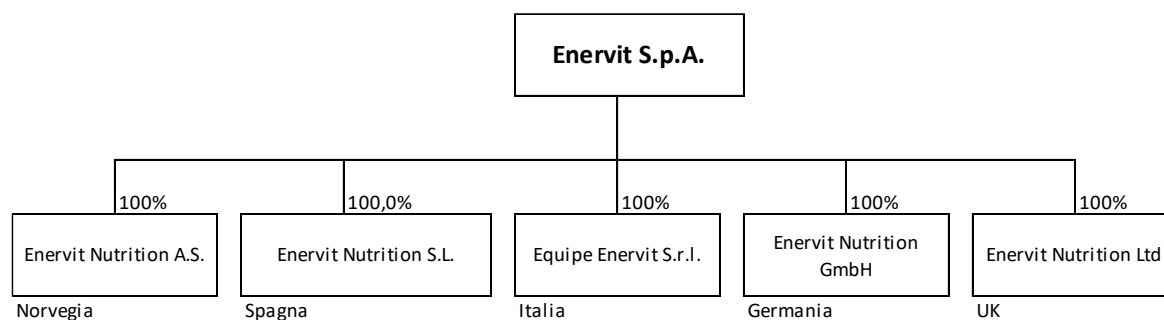 Enervit S.p.A.
100%
100,0%
100%
100%
100%
Enervit Nutrition A.S.
Enervit Nutrition S.L.
Equipe Enervit S.r.l.
Enervit Nutrition
GmbH
Enervit Nutrition Ltd
Norvegia
Spagna
Italia
Germania
UK